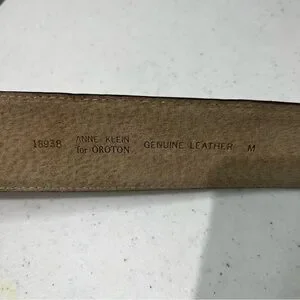 18938 ANNE KLEIN GENUINE LEATHER M
for OROTON